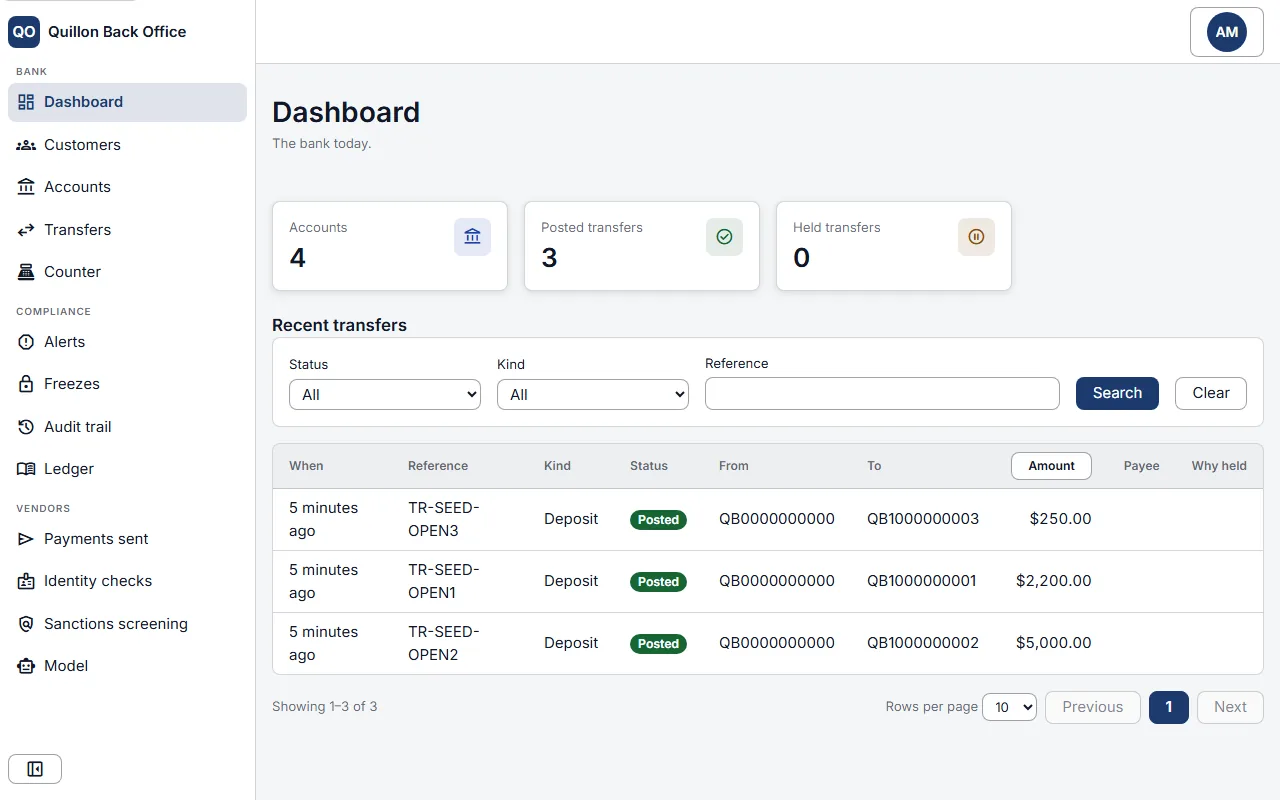 QO Quillon Back Office
BANK
Dashboard
Customers
Accounts
Transfers
Counter
COMPLIANCE
Alerts
Freezes
Audit trail
Ledger
VENDORS
Payments sent
Identity checks
Sanctions screening
Model
AM
Dashboard
The bank today.
Accounts
4
Posted transfers
3
Held transfers
0
Recent transfers
Status
All
Kind
All
Reference
Search
Clear
When Reference Kind Status From To Amount Payee Why held
5 minutes ago TR-SEED-OPEN3 Deposit Posted QB0000000000 QB1000000003 $250.00
5 minutes ago TR-SEED-OPEN1 Deposit Posted QB0000000000 QB1000000001 $2,200.00
5 minutes ago TR-SEED-OPEN2 Deposit Posted QB0000000000 QB1000000002 $5,000.00
Showing 1–3 of 3
Rows per page 10 Previous 1 Next